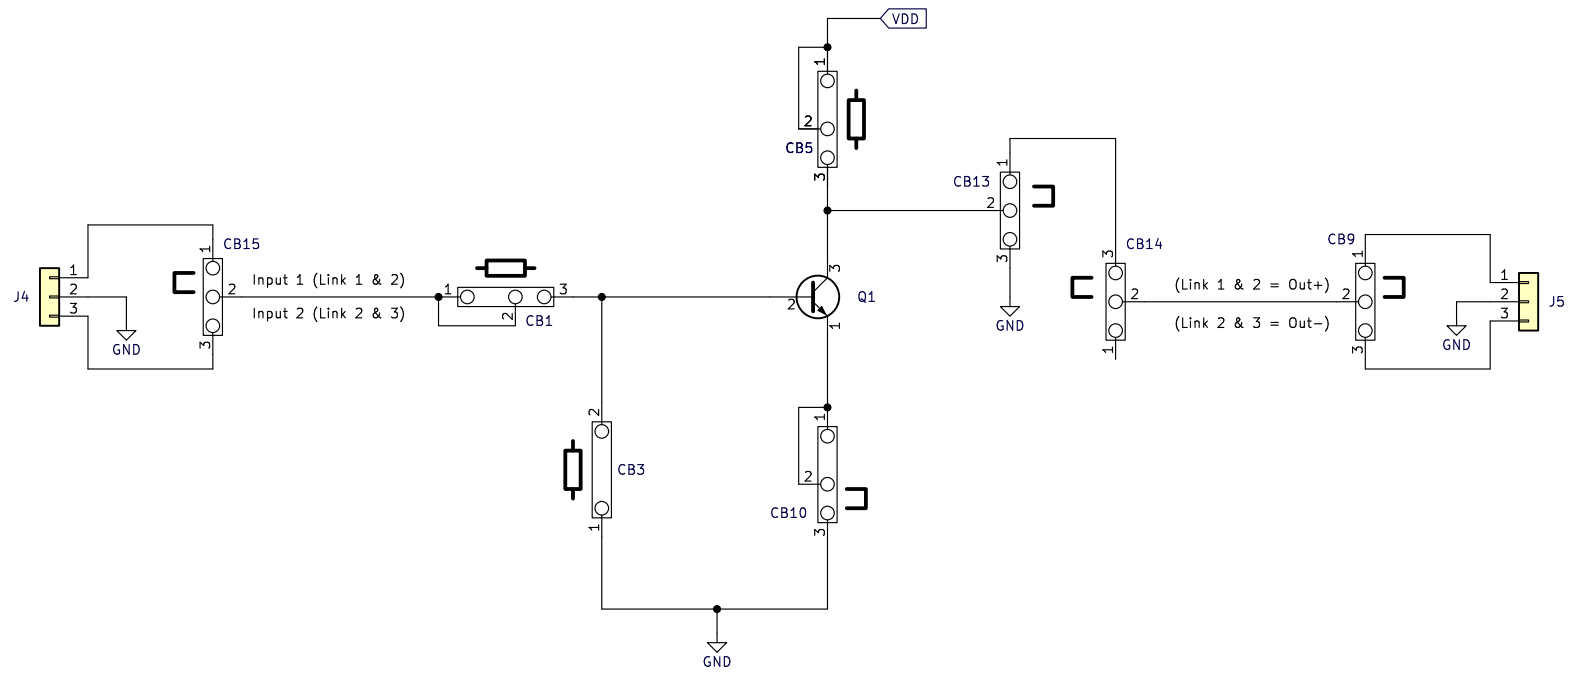 VDD
1
2
CB5
3
CB13
1
2
3
GND
J4
1
2
3
GND
CB15
1
2
3
Input 1 (Link 1 & 2)
Input 2 (Link 2 & 3)
1
2
3
CB1
3
2
1
Q1
CB14
3
2
1
(Link 1 & 2 = Out+)
(Link 2 & 3 = Out-)
CB9
1
2
3
1
2
3
J5
GND
2
CB3
1
1
2
CB10
3
GND